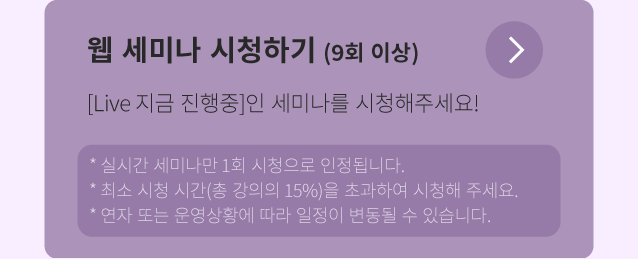 웹 세미나 시청하기 (9회 이상)
[Live 지금 진행중]인 세미나를 시청해주세요!
* 실시간 세미나만 1회 시청으로 인정됩니다.
* 최소 시청 시간(총 강의의 15%)을 초과하여 시청해 주세요.
* 연자 또는 운영상황에 따라 일정이 변동될 수 있습니다.